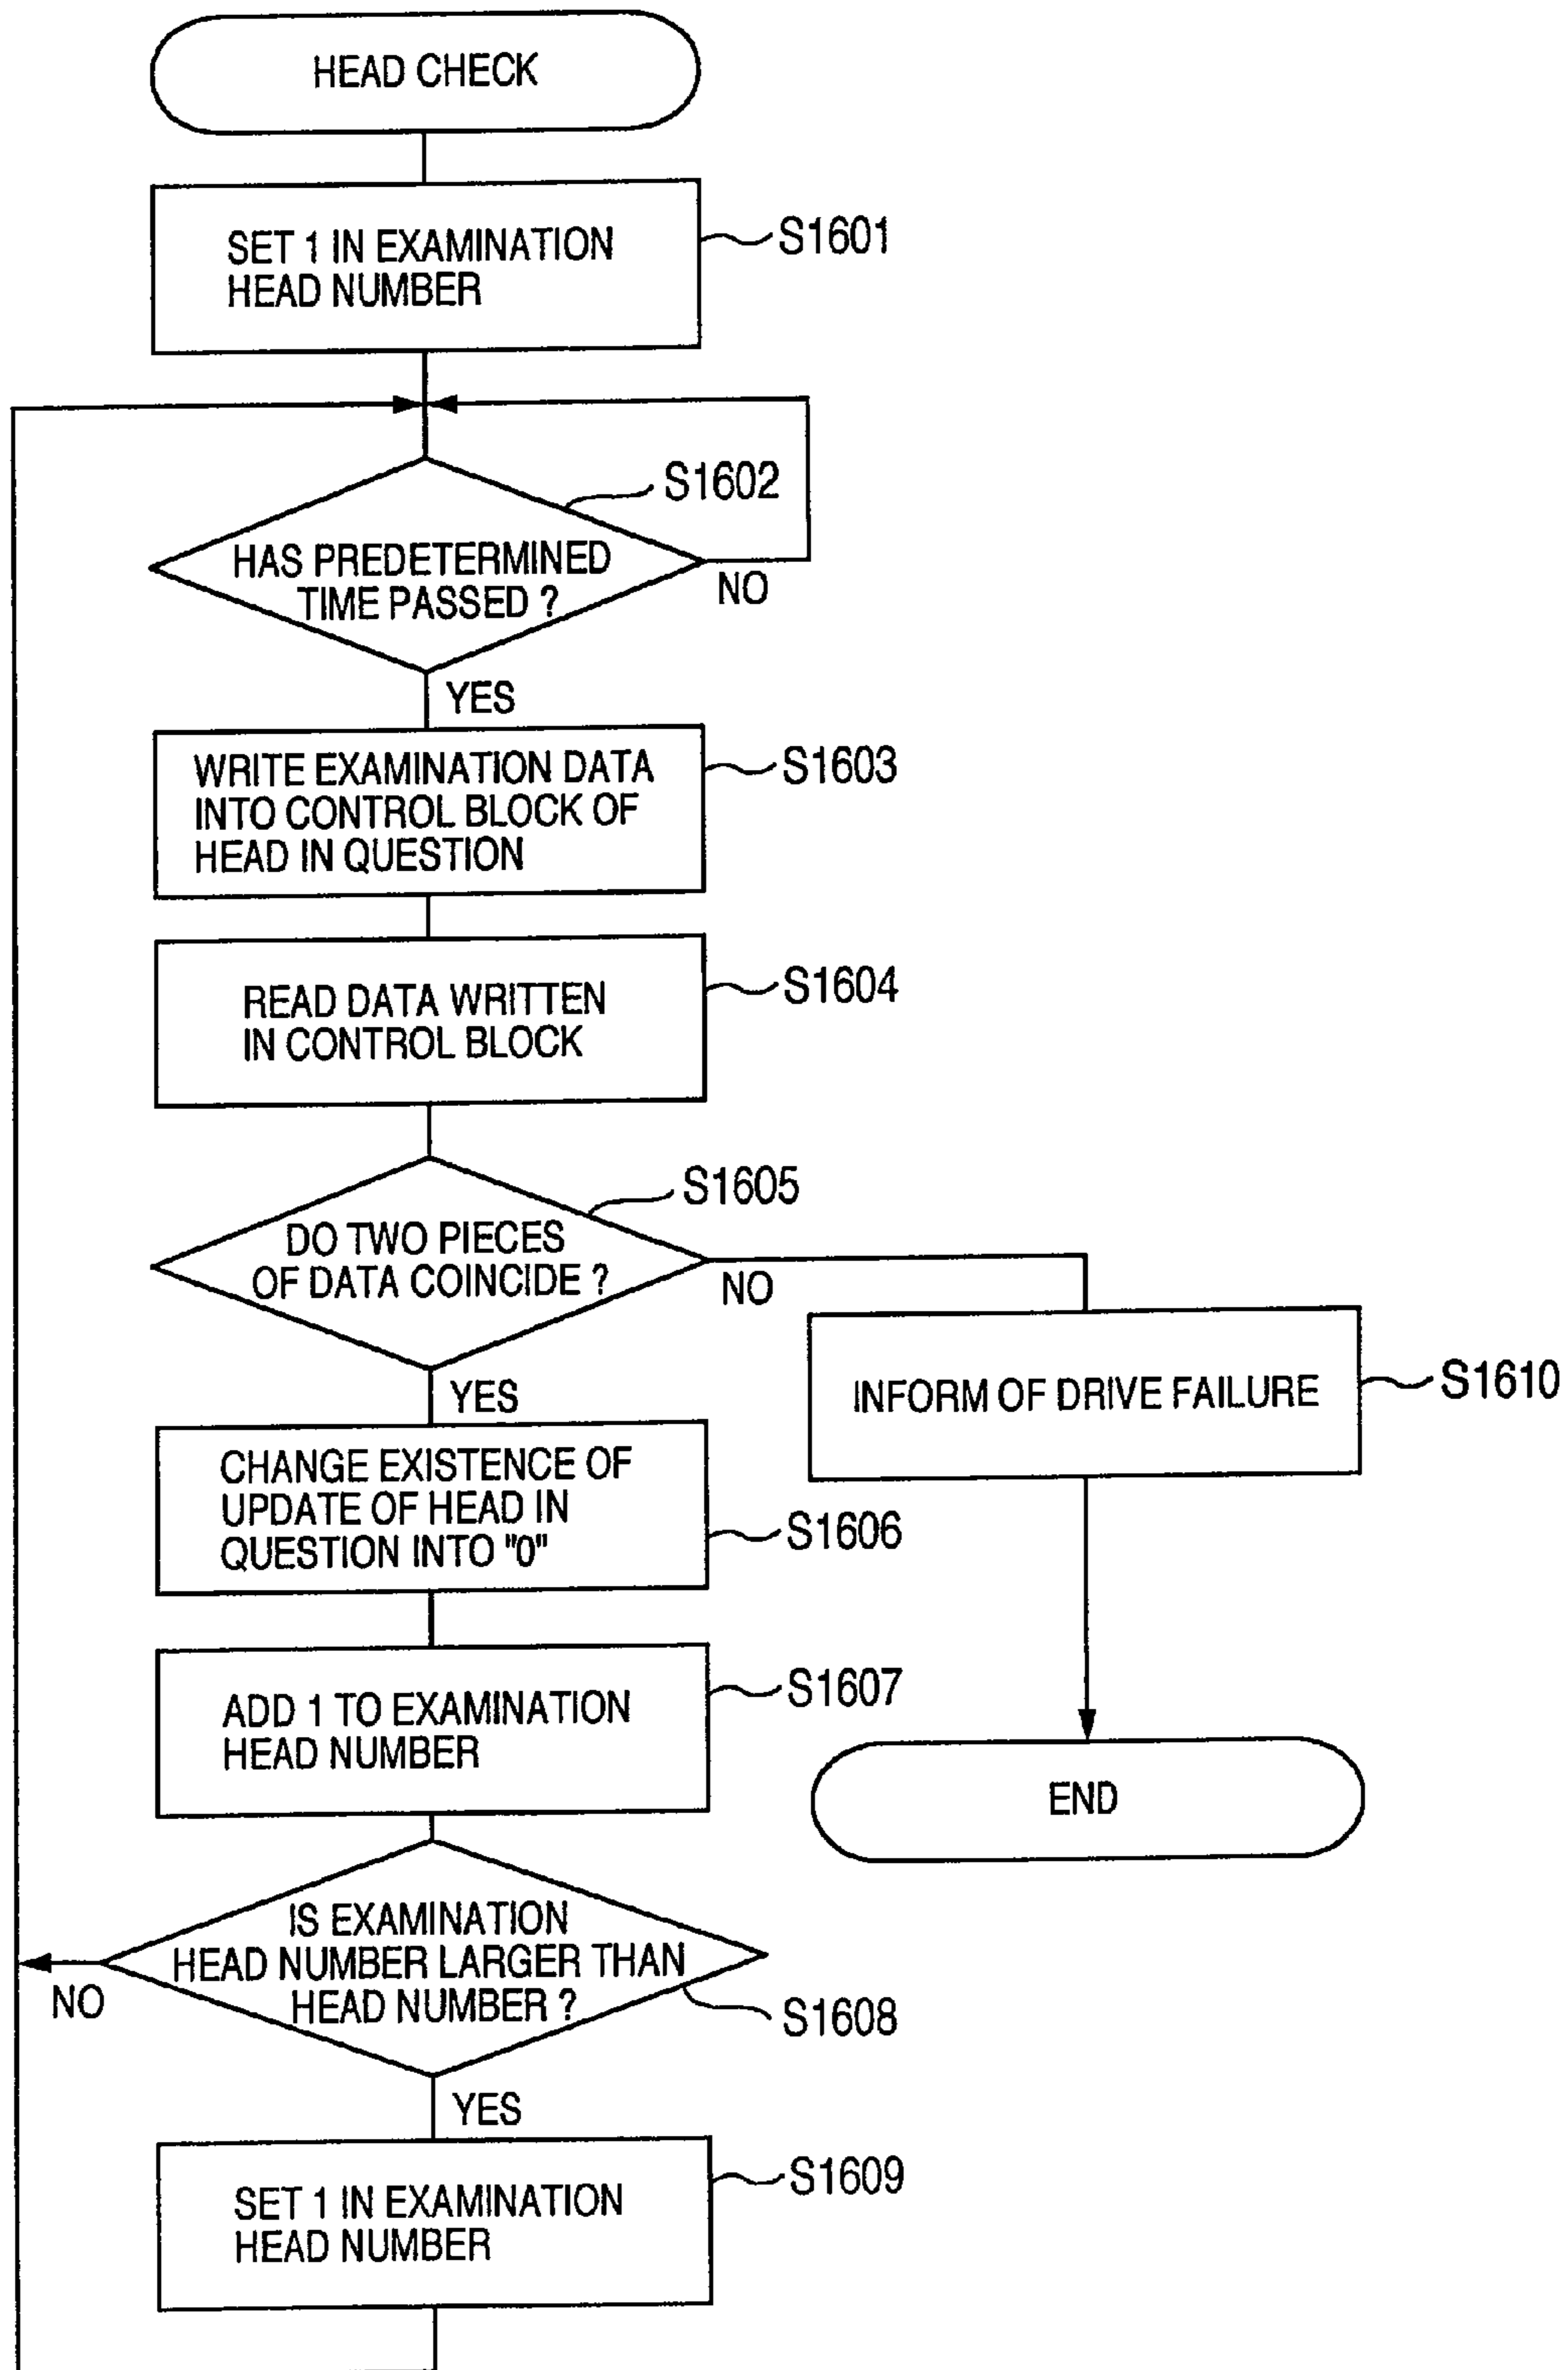 HEAD CHECK
SET 1 IN EXAMINATION
HEAD NUMBER
S1601
S1602
HAS PREDETERMINED
TIME PASSED ?
NO
YES
WRITE EXAMINATION DATA
INTO CONTROL BLOCK OF
HEAD IN QUESTION
S1603
READ DATA WRITTEN
IN CONTROL BLOCK
S1604
S1605
DO TWO PIECES
OF DATA COINCIDE ?
NO
YES
INFORM OF DRIVE FAILURE
S1610
CHANGE EXISTENCE OF
UPDATE OF HEAD IN
QUESTION INTO "0"
S1606
ADD 1 TO EXAMINATION
HEAD NUMBER
S1607
END
IS EXAMINATION
HEAD NUMBER LARGER THAN
HEAD NUMBER ?
NO
S1608
YES
SET 1 IN EXAMINATION
HEAD NUMBER
S1609